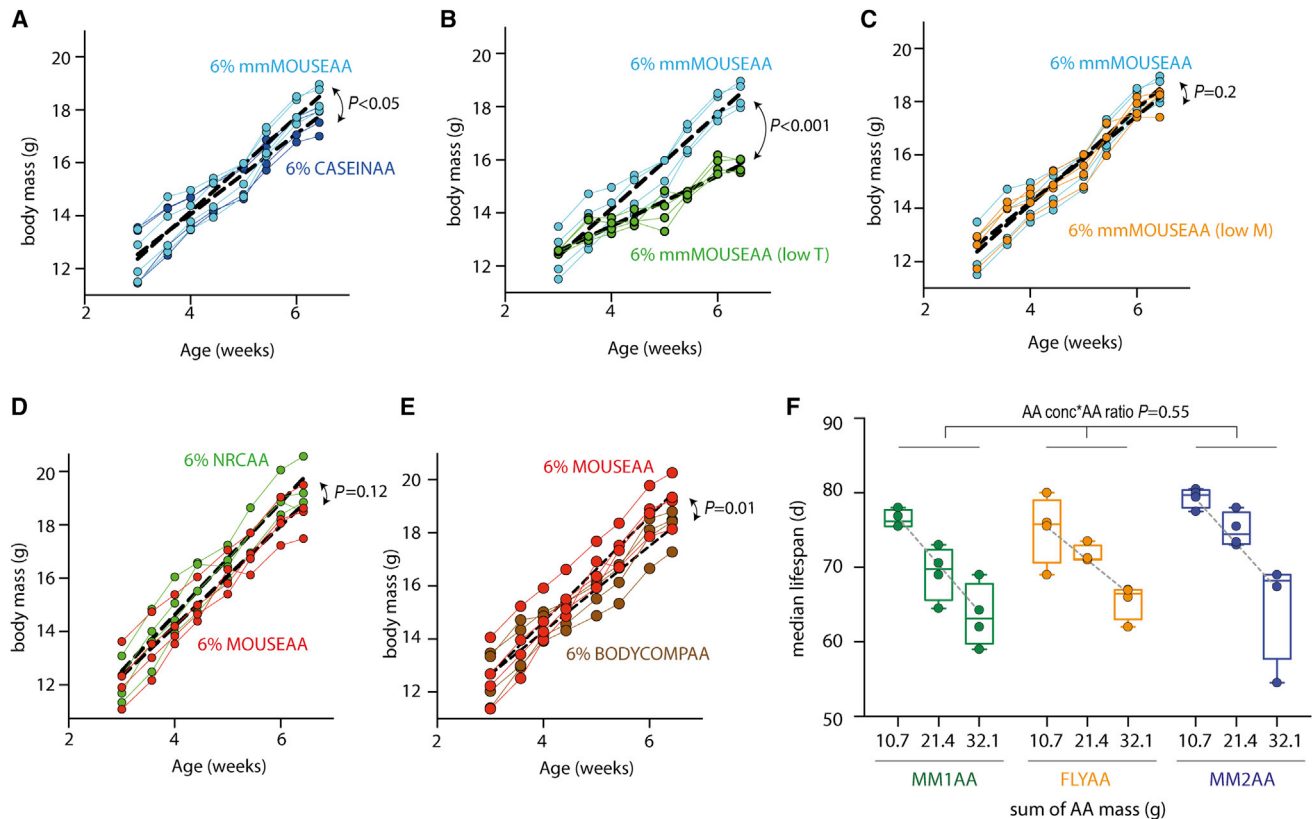 A
20
18
16
14
12
2
4
6
body mass (g)
Age (weeks)
6% mmMOUSEAA
P<0.05
6% CASEINAA
B
20
18
16
14
12
2
4
6
body mass (g)
Age (weeks)
6% mmMOUSEAA
P<0.001
6% mmMOUSEAA (low T)
C
20
18
16
14
12
2
4
6
body mass (g)
Age (weeks)
6% mmMOUSEAA
P=0.2
6% mmMOUSEAA (low M)
D
20
18
16
14
12
2
4
6
body mass (g)
Age (weeks)
6% NRCAA
P=0.12
6% MOUSEAA
E
20
18
16
14
12
2
4
6
body mass (g)
Age (weeks)
6% MOUSEAA
P=0.01
6% BODYCOMPAA
F
AA conc*AA ratio P=0.55
90
80
70
60
50
median lifespan (d)
10.7 21.4 32.1 10.7 21.4 32.1 10.7 21.4 32.1
MM1AA FLYAA MM2AA
sum of AA mass (g)